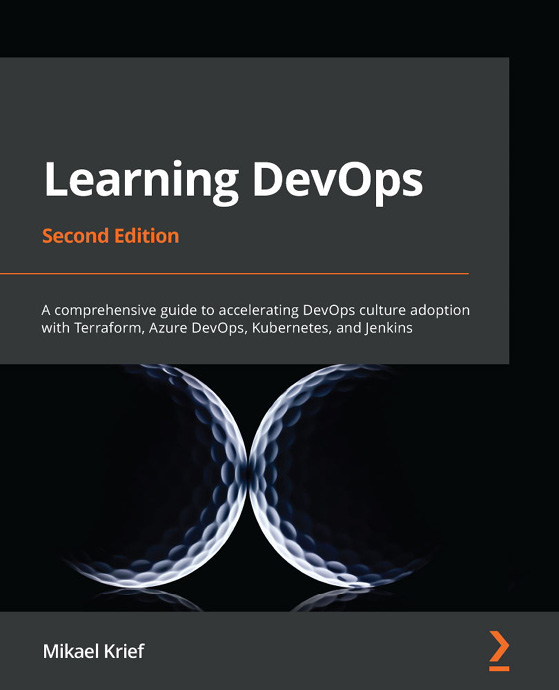 Learning DevOps
Second Edition
A comprehensive guide to accelerating DevOps culture adoption
with Terraform, Azure DevOps, Kubernetes, and Jenkins
Mikael Krief